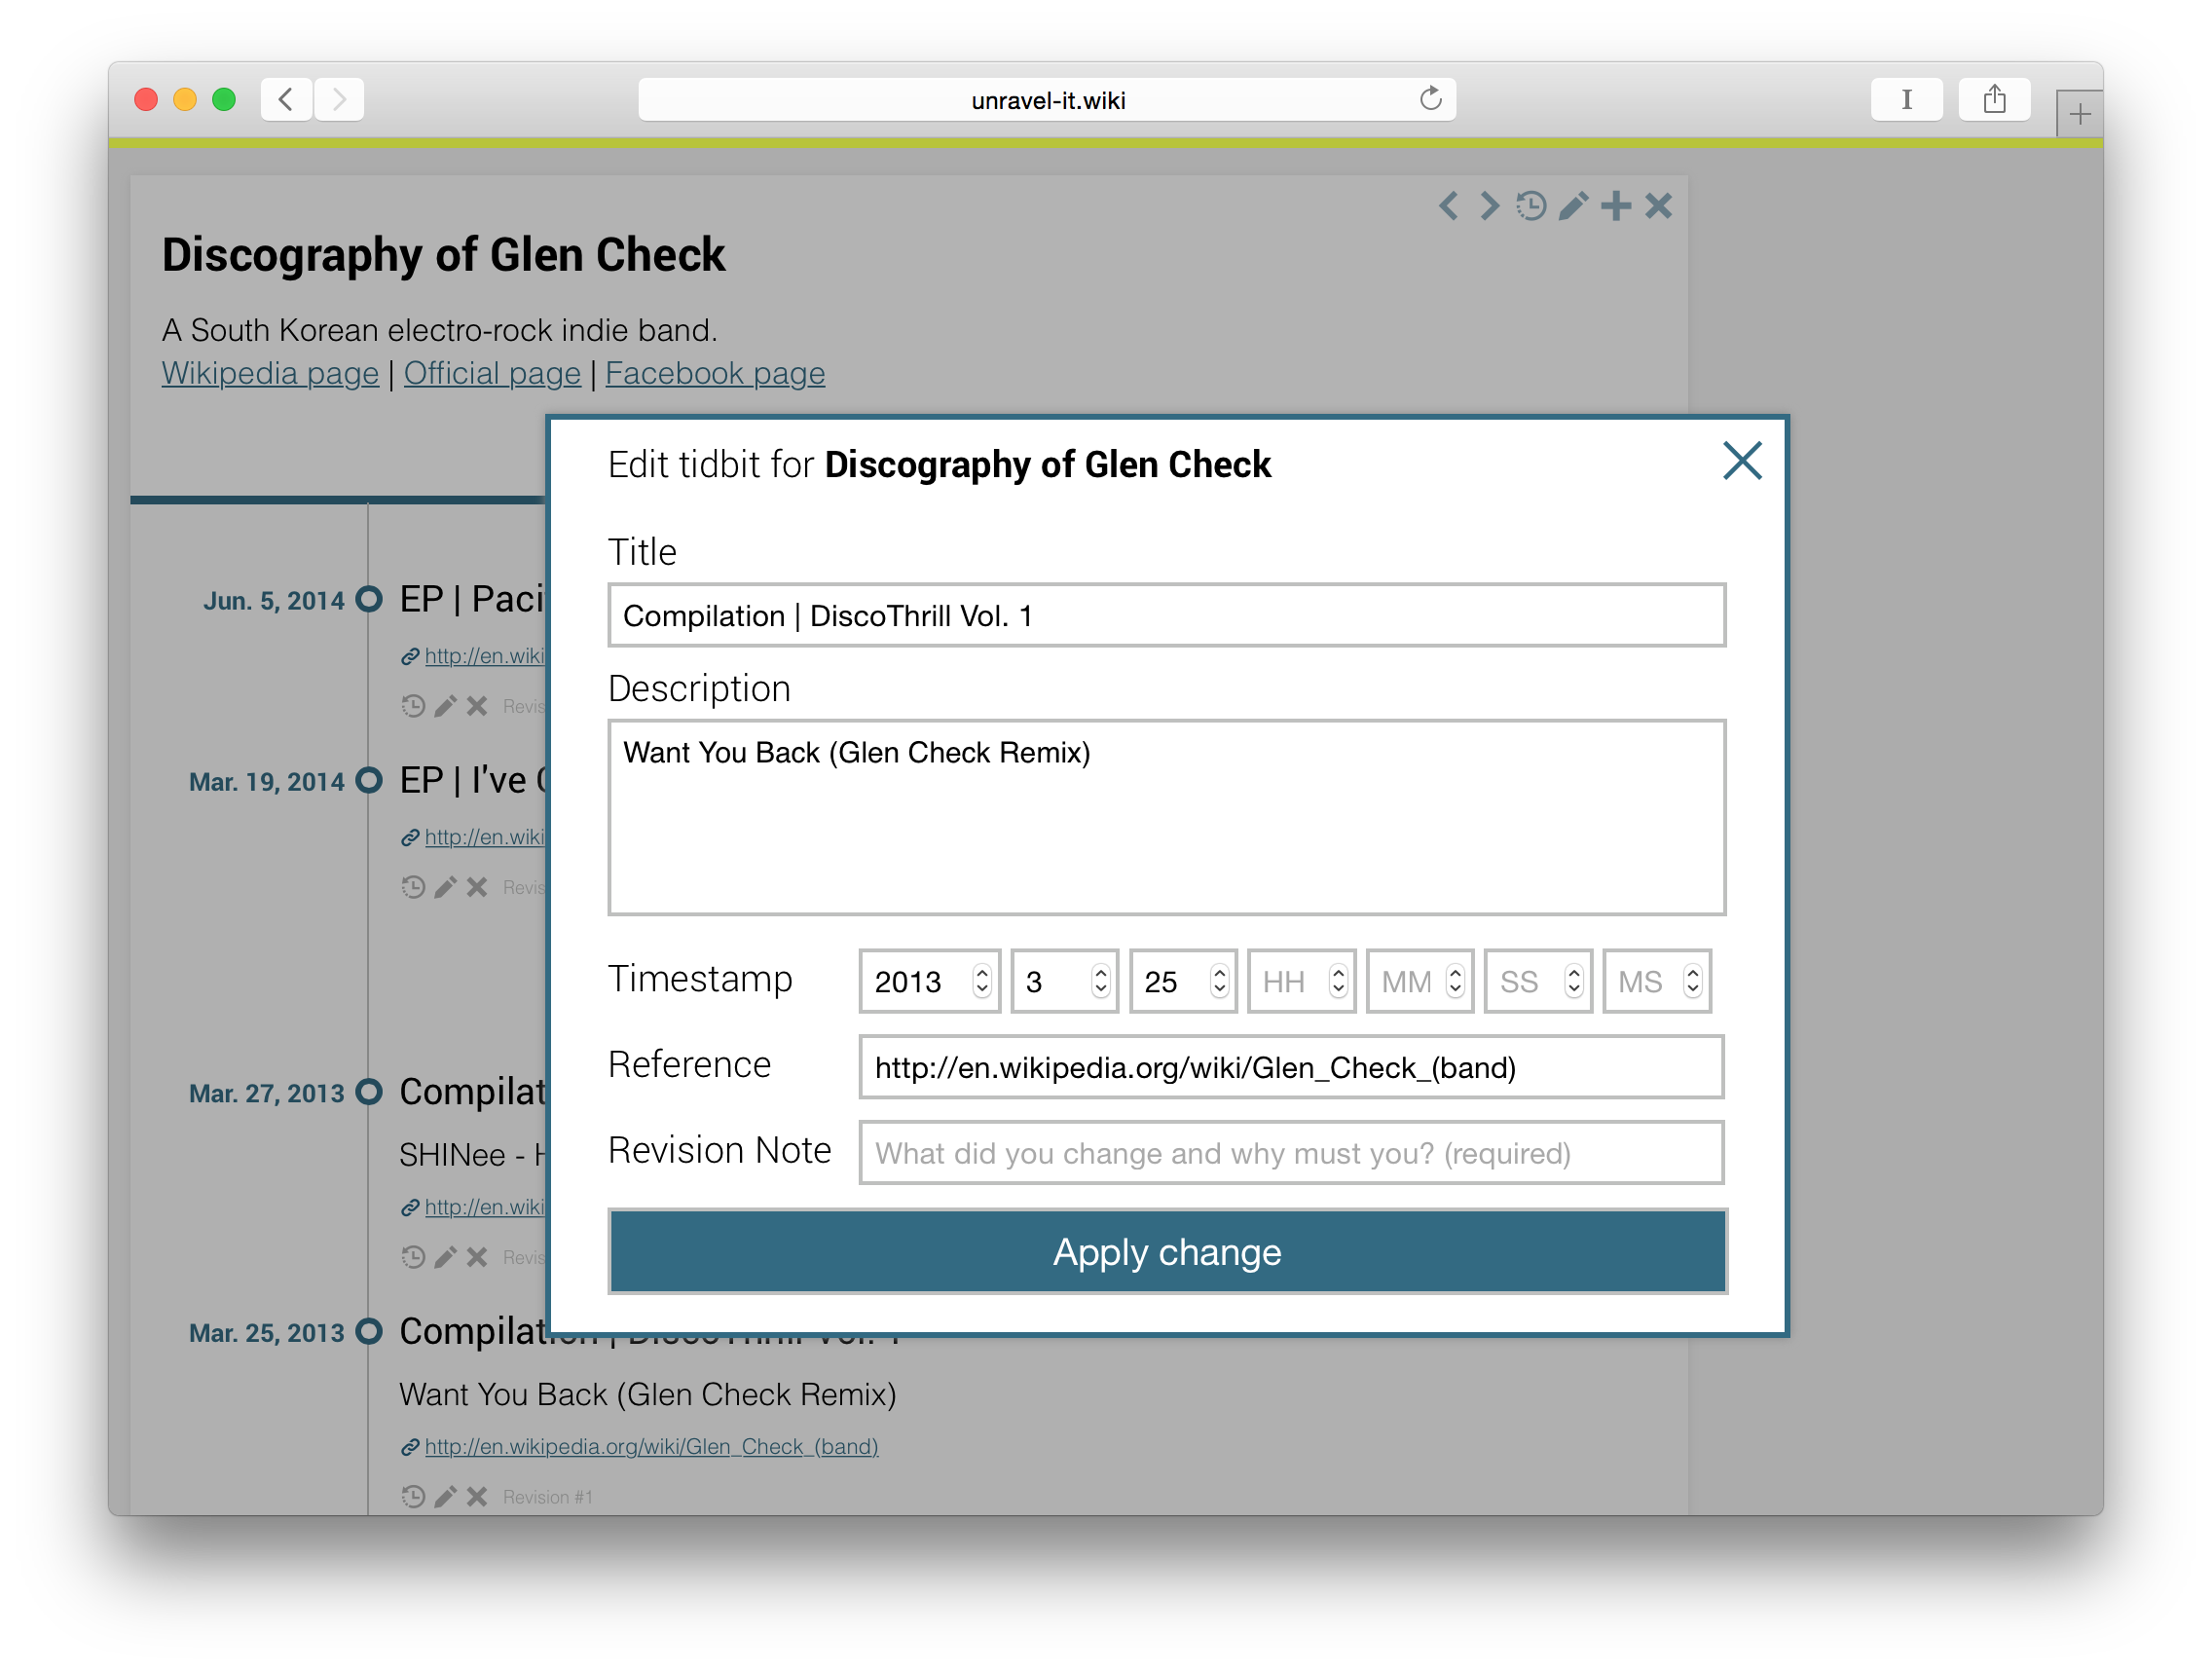 unravel-it.wiki
Discography of Glen Check
A South Korean electro-rock indie band.
Wikipedia page | Official page | Facebook page
Edit tidbit for Discography of Glen Check
Title
Compilation | DiscoThrill Vol. 1
Description
Want You Back (Glen Check Remix)
Timestamp 2013 3 25 HH MM SS MS
Reference http://en.wikipedia.org/wiki/Glen_Check_(band)
Revision Note What did you change and why must you? (required)
Apply change
Jun. 5, 2014 EP | Paci
http://en.wiki
Revis
Mar. 19, 2014 EP | I've
http://en.wiki
Revis
Mar. 27, 2013 Compilat
SHINee -
http://en.wiki
Revis
Mar. 25, 2013 Compilation | DiscoThrill Vol. 1
Want You Back (Glen Check Remix)
http://en.wikipedia.org/wiki/Glen_Check_(band)
Revision #1